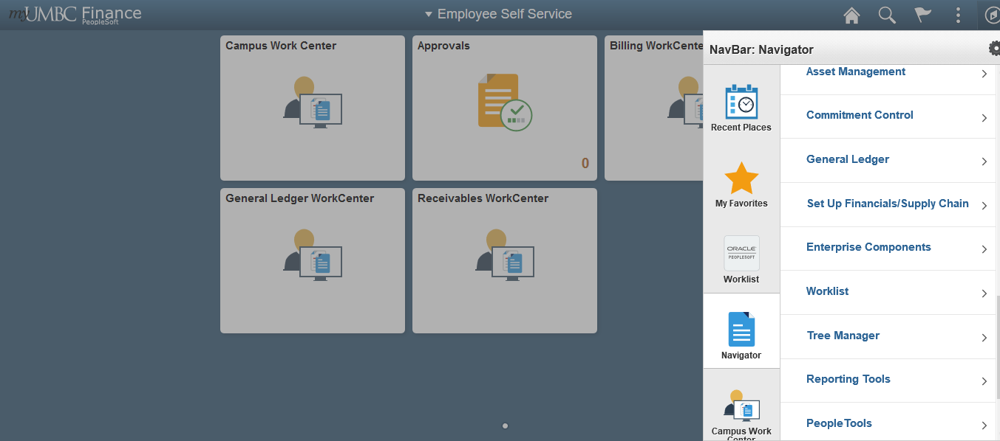 myUMBC Finance
PeopleSoft
Employee Self Service
Campus Work Center
Approvals
0
Billing WorkCente
General Ledger WorkCenter
Receivables WorkCenter
NavBar: Navigator
Recent Places
My Favorites
ORACLE
PEOPLESOFT
Worklist
Navigator
Campus Work
Center
Asset Management
Commitment Control
General Ledger
Set Up Financials/Supply Chain
Enterprise Components
Worklist
Tree Manager
Reporting Tools
PeopleTools